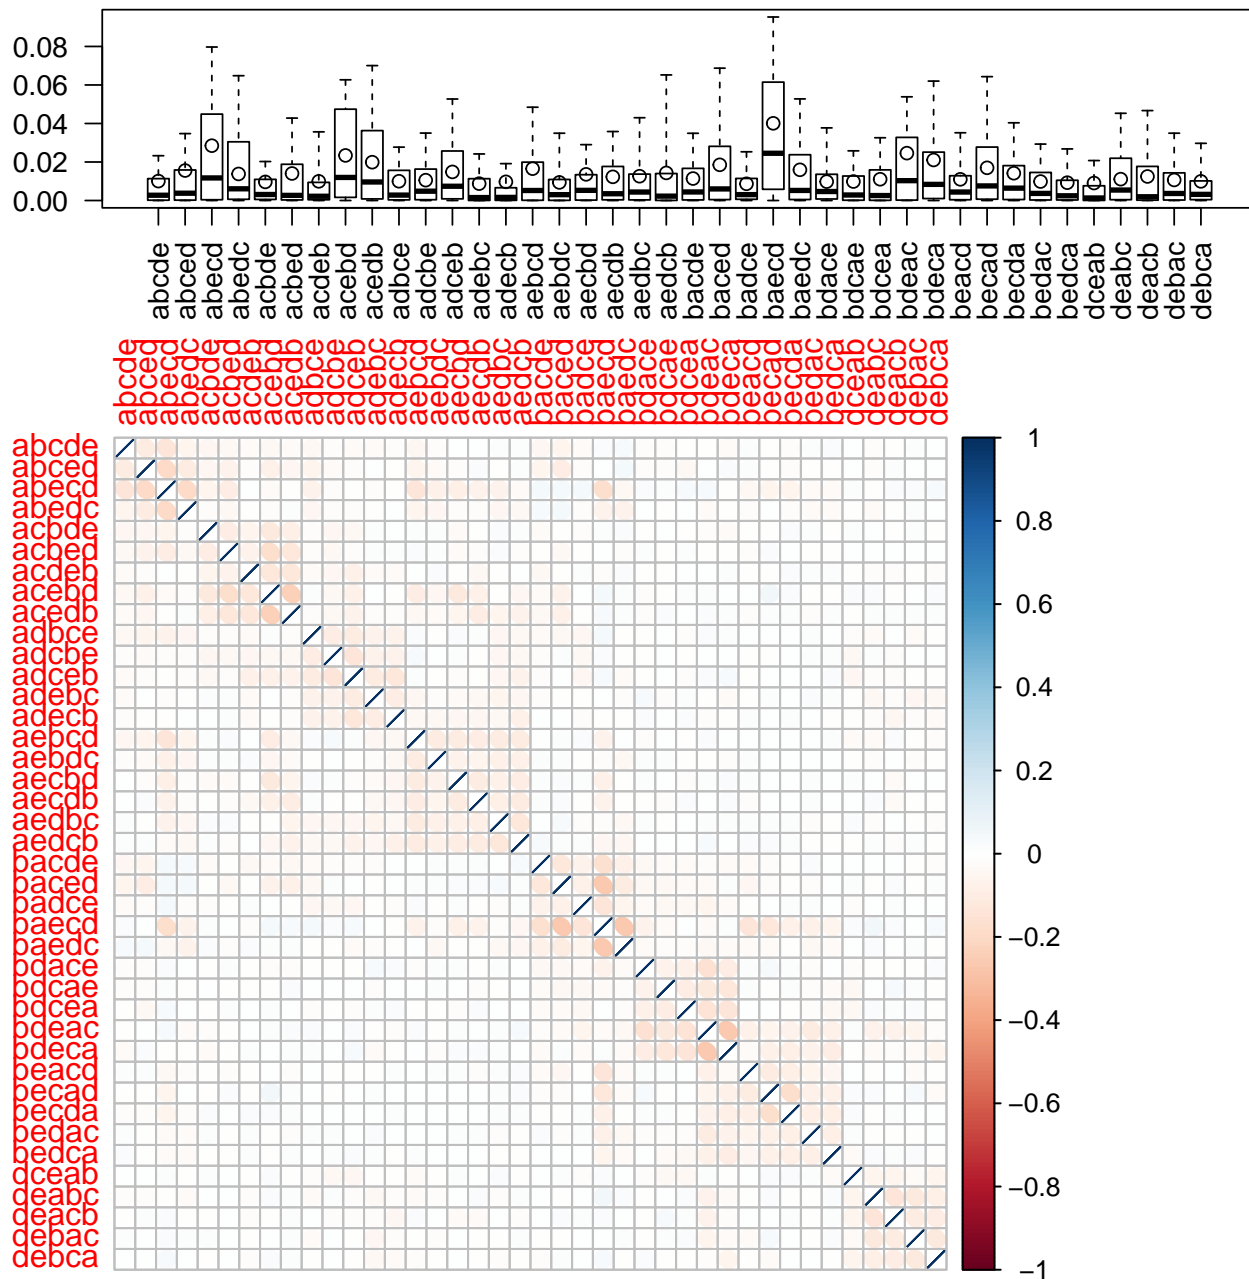 0.08
0.06
0.04
0.02
0.00
abcde abced abecd abedc acbde acbed acdeb acebd acedb adbce adcbe adceb adebc adecb aebcd aebdc aecbd aecdb aedbc aedcb bacde baced badce baecd baedc bdace bdcae bdcea bdeac bdeca beacd becad becda bedac bedca dceab deabc deacb debac debca
abcde abced abecd abedc acbde acbed acdeb acebd acedb adbce adcbe adceb adebc adecb aebcd aebdc aecbd aecdb aedbc aedcb bacde baced badce baecd baedc bdace bdcae bdcea bdeac bdeca beacd becad becda bedac bedca dceab deabc deacb debac debca
abcde
abced
abecd
abedc
acbde
acbed
acdeb
acebd
acedb
adbce
adcbe
adceb
adebc
adecb
aebcd
aebdc
aecbd
aecdb
aedbc
aedcb
bacde
baced
badce
baecd
baedc
bdace
bdcae
bdcea
bdeac
bdeca
beacd
becad
becda
bedac
bedca
dceab
deabc
deacb
debac
debca
1
0.8
0.6
0.4
0.2
0
−0.2
−0.4
−0.6
−0.8
−1